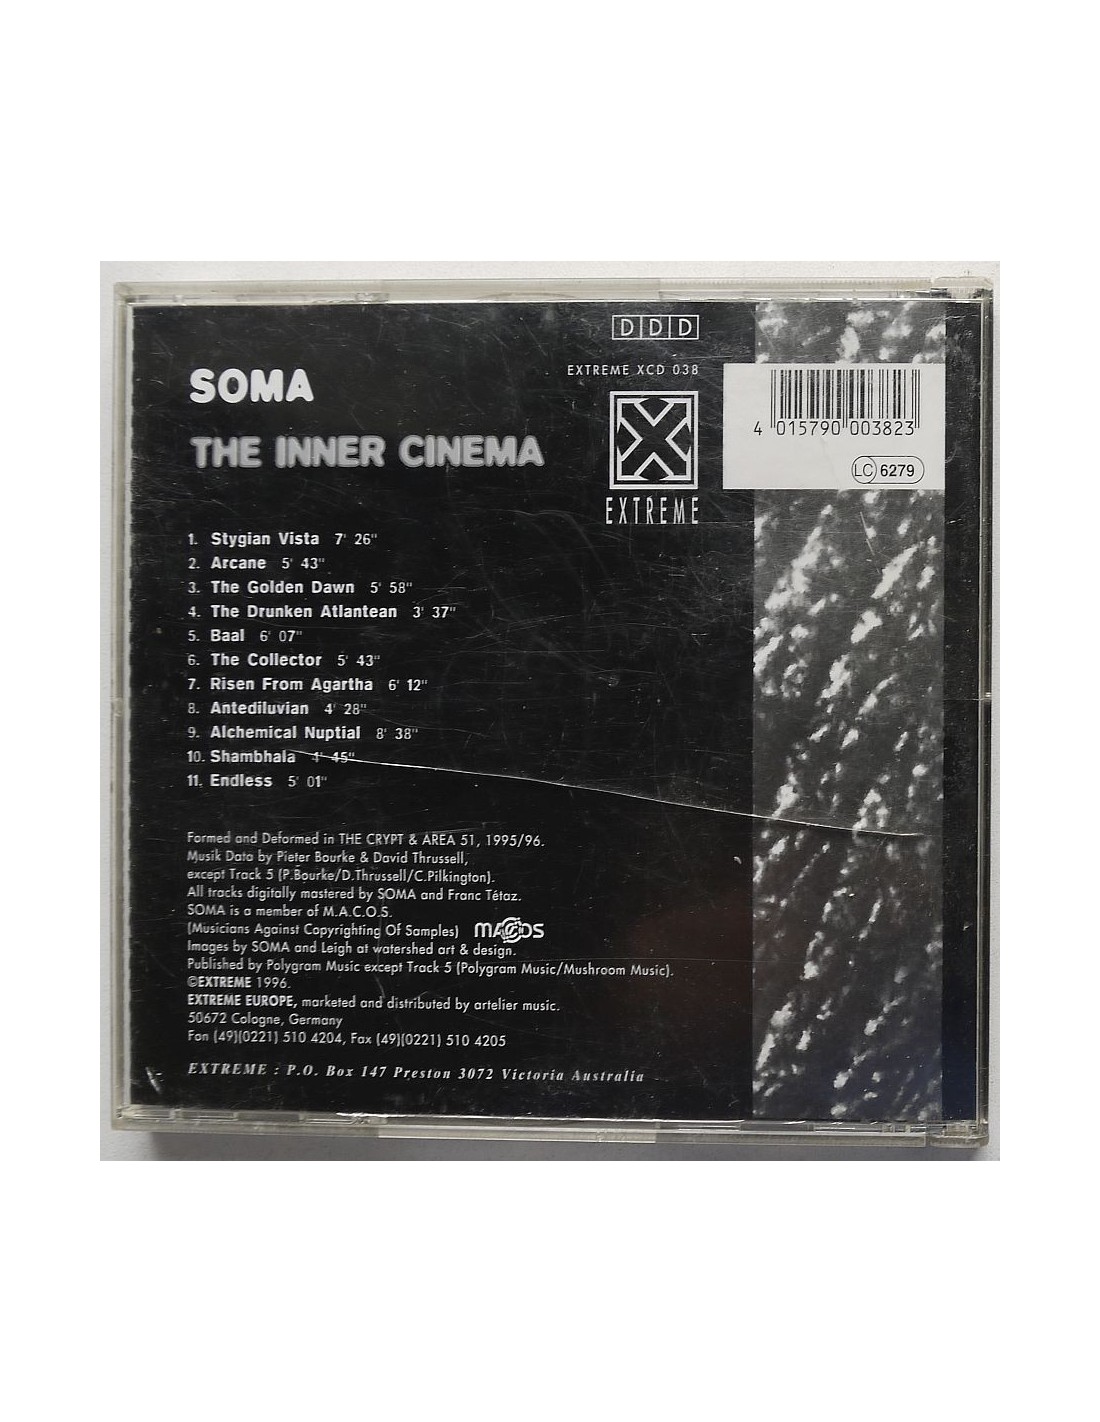 D D D
EXTREME XCD 038
SOMA
THE INNER CINEMA
EXTREME
4 015790 003823
LC 6279
1. Stygian Vista 7' 26"
2. Arcane 5' 43"
3. The Golden Dawn 5' 58"
4. The Drunken Atlantean 3' 37"
5. Baal 6' 07"
6. The Collector 5' 43"
7. Risen From Agartha 6' 12"
8. Antediluvian 4' 28"
9. Alchemical Nuptial 8' 38"
10. Shambhala 4' 45"
11. Endless 5' 01"
Formed and Deformed in THE CRYPT & AREA 51, 1995/96.
Musik Data by Pieter Bourke & David Thrussell,
except Track 5 (P.Bourke/D.Thrussell/C.Pilkington).
All tracks digitally mastered by SOMA and Franc Tétaz.
SOMA is a member of M.A.C.O.S.
(Musicians Against Copyrighting Of Samples) MACOS
Images by SOMA and Leigh at watershed art & design.
Published by Polygram Music except Track 5 (Polygram Music/Mushroom Music).
©EXTREME 1996.
EXTREME EUROPE, marketed and distributed by artelier music.
50672 Cologne, Germany
Fon (49)(0221) 510 4204, Fax (49)(0221) 510 4205
EXTREME : P.O. Box 147 Preston 3072 Victoria Australia